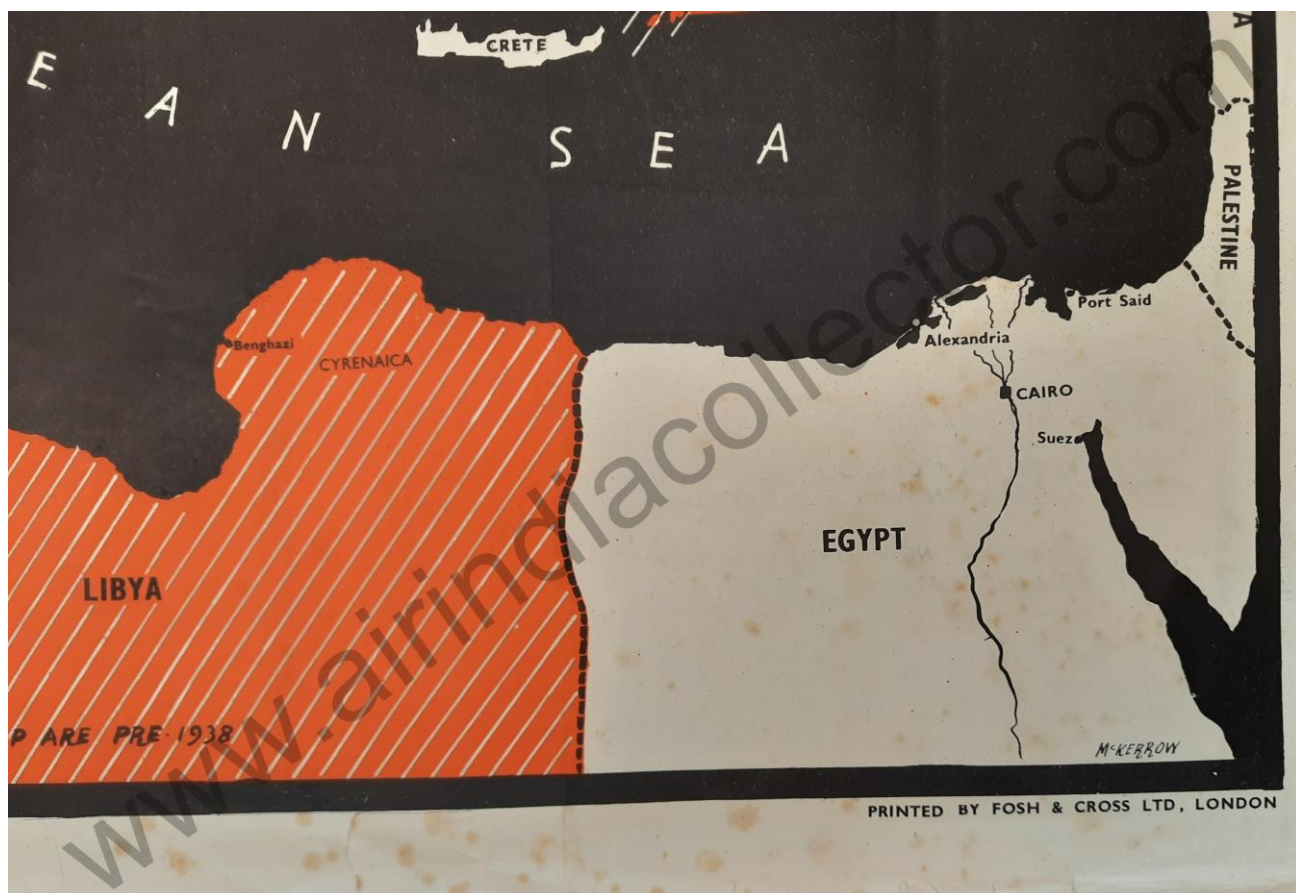 A
CRETE
E A N S E A
PALESTINE
Port Said
Benghazi
Alexandria
CYRENAICA
CAIRO
Suez
EGYPT
LIBYA
P ARE PRE-1938
McKERROW
PRINTED BY FOSH & CROSS LTD, LONDON
www.airindiacollector.com